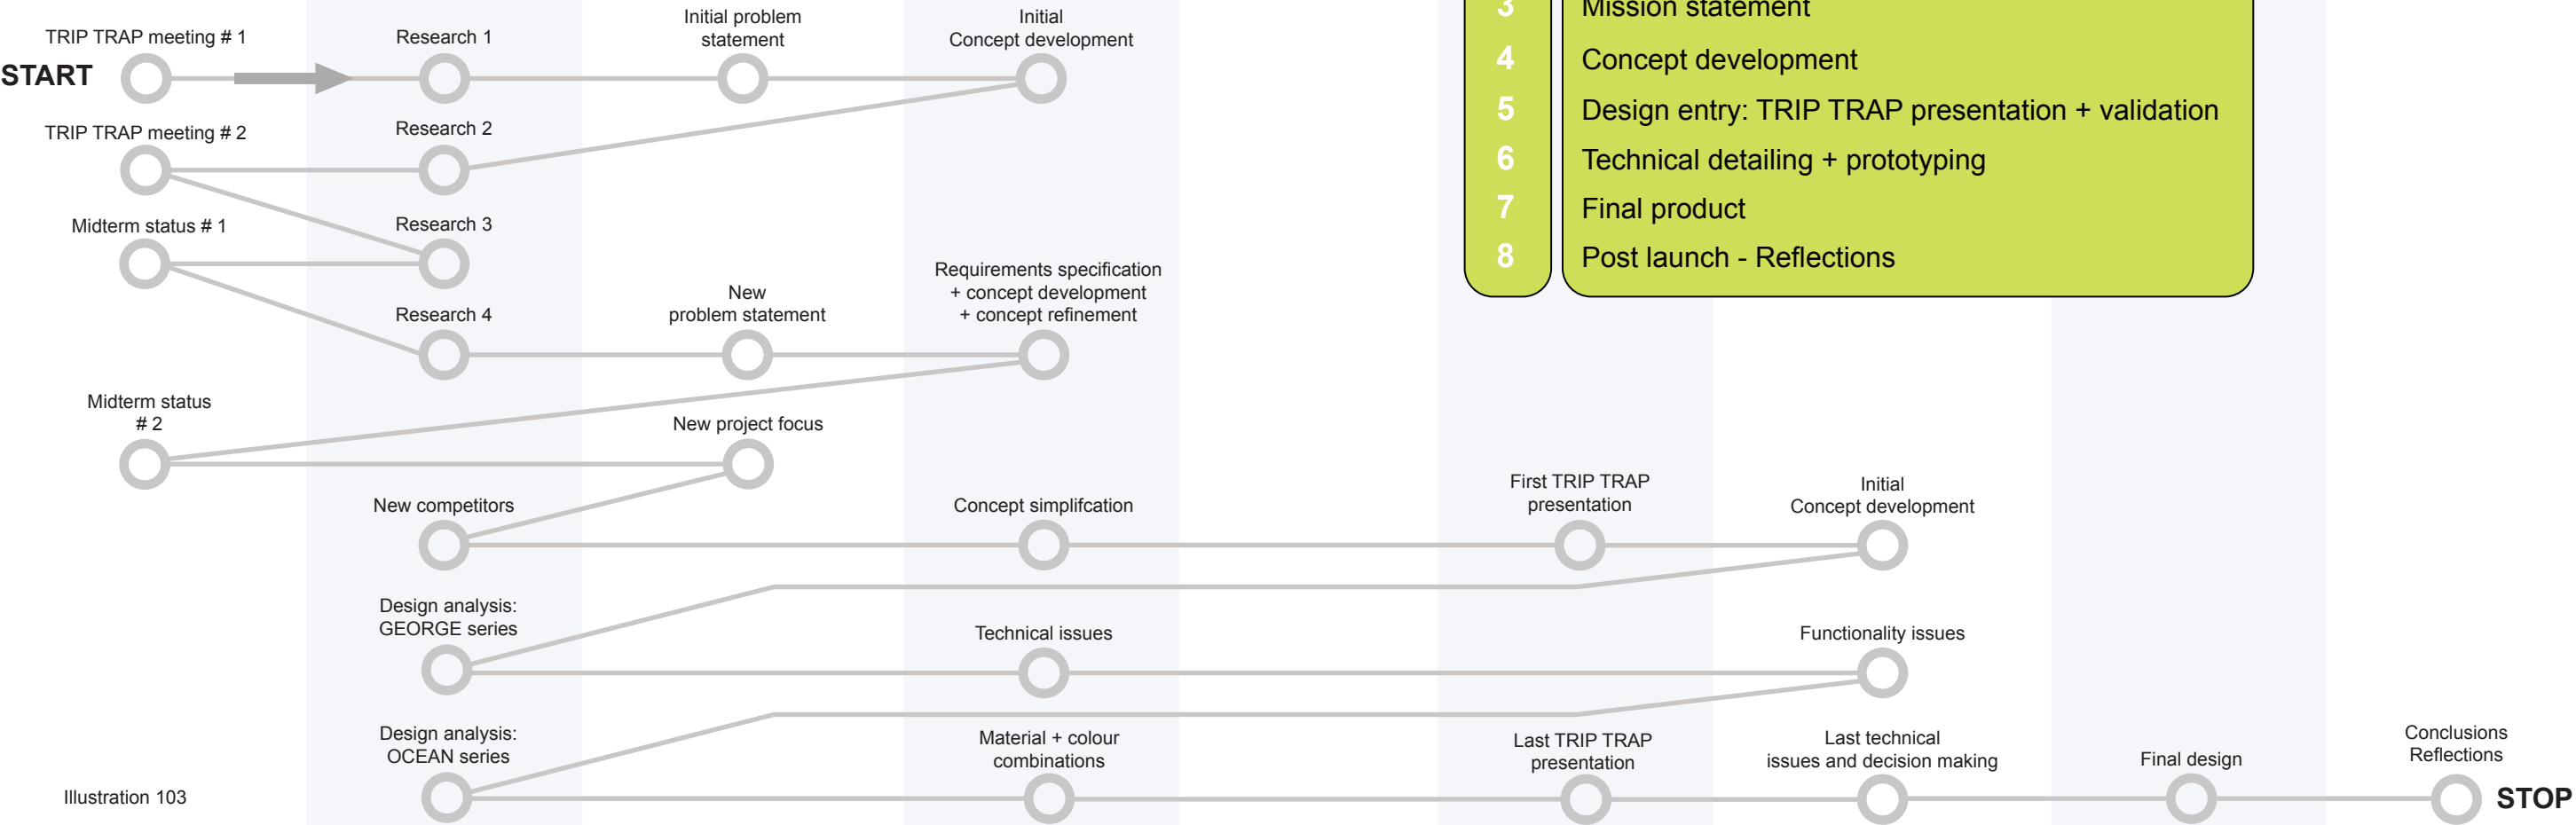 3 Mission statement
4 Concept development
5 Design entry: TRIP TRAP presentation + validation
6 Technical detailing + prototyping
7 Final product
8 Post launch - Reflections
START
TRIP TRAP meeting # 1
Research 1
Initial problem
statement
Initial
Concept development
TRIP TRAP meeting # 2
Research 2
Midterm status # 1
Research 3
Research 4
New
problem statement
Requirements specification
+ concept development
+ concept refinement
Midterm status
# 2
New project focus
New competitors
Concept simplifcation
First TRIP TRAP
presentation
Initial
Concept development
Design analysis:
GEORGE series
Technical issues
Functionality issues
Design analysis:
OCEAN series
Material + colour
combinations
Last TRIP TRAP
presentation
Last technical
issues and decision making
Final design
Conclusions
Reflections
STOP
Illustration 103